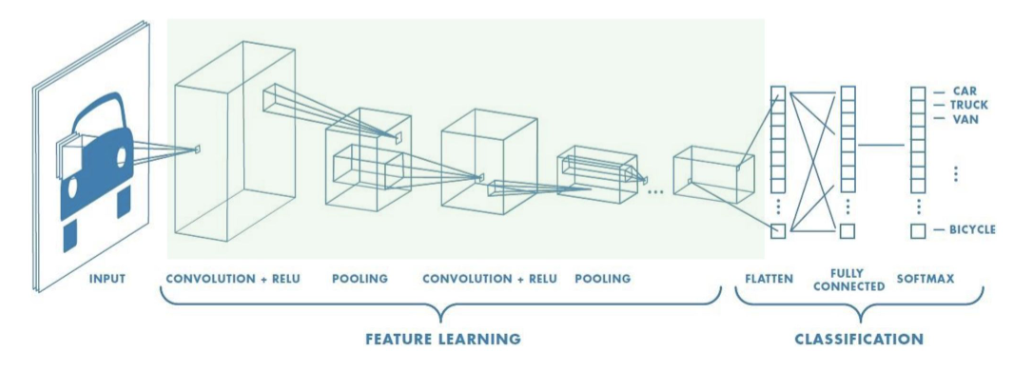 CAR
TRUCK
VAN
BICYCLE
INPUT
CONVOLUTION + RELU
POOLING
CONVOLUTION + RELU
POOLING
FLATTEN
FULLY
CONNECTED
SOFTMAX
FEATURE LEARNING
CLASSIFICATION